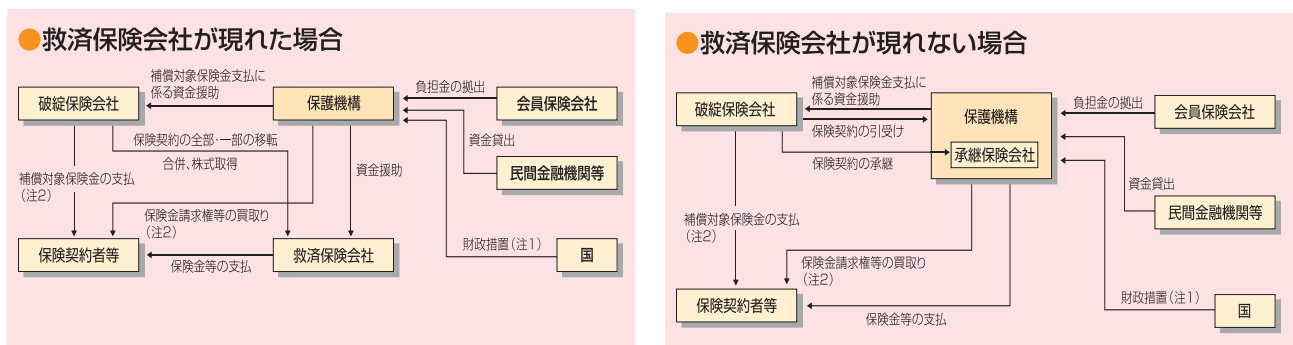 ●救済保険会社が現れた場合
補償対象保険金支払に
係る資金援助
破綻保険会社
保護機構
負担金の拠出
会員保険会社
保険契約の全部・一部の移転
合併、株式取得
資金貸出
資金援助
民間金融機関等
補償対象保険金の支払
(注2)
保険金請求権等の買取り
(注2)
財政措置(注1)
保険契約者等
救済保険会社
国
保険金等の支払
●救済保険会社が現れない場合
補償対象保険金支払に
係る資金援助
破綻保険会社
保護機構
負担金の拠出
会員保険会社
保険契約の引受け
承継保険会社
保険契約の承継
資金貸出
民間金融機関等
補償対象保険金の支払
(注2)
保険金請求権等の買取り
(注2)
財政措置(注1)
保険契約者等
国
保険金等の支払